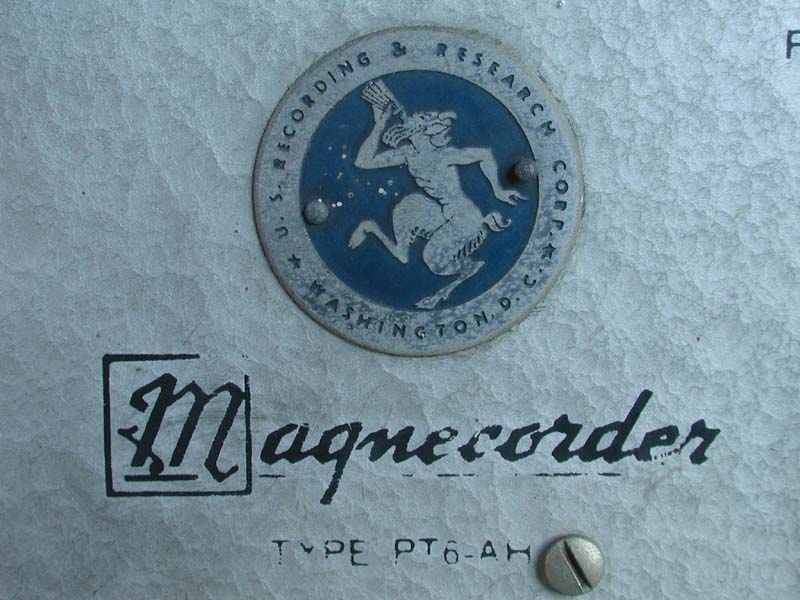 U. S. RECORDING & RESEARCH CORP.
★ WASHINGTON, D. C. ★
Magnecorder
TYPE PT6-AH